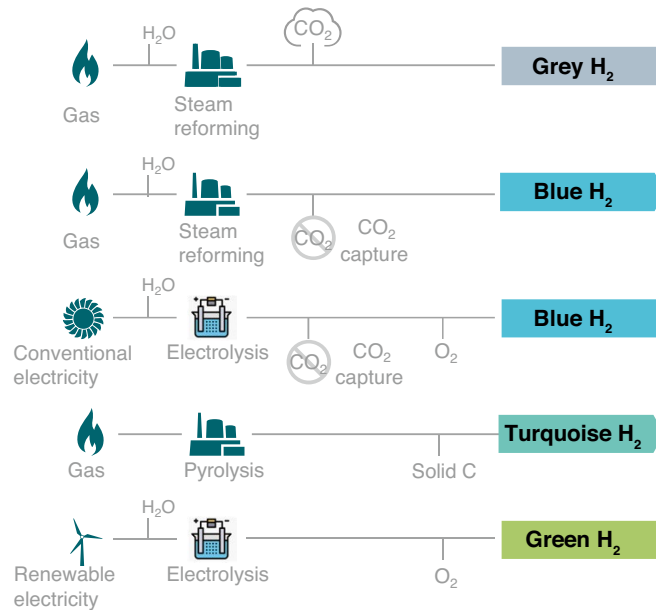 H₂O
CO₂
Grey H₂
Gas
Steam
reforming
H₂O
Blue H₂
Gas
Steam
reforming
CO₂
CO₂
capture
H₂O
Blue H₂
Conventional
electricity
Electrolysis
CO₂
CO₂
capture
O₂
Turquoise H₂
Gas
Pyrolysis
Solid C
H₂O
Green H₂
Renewable
electricity
Electrolysis
O₂